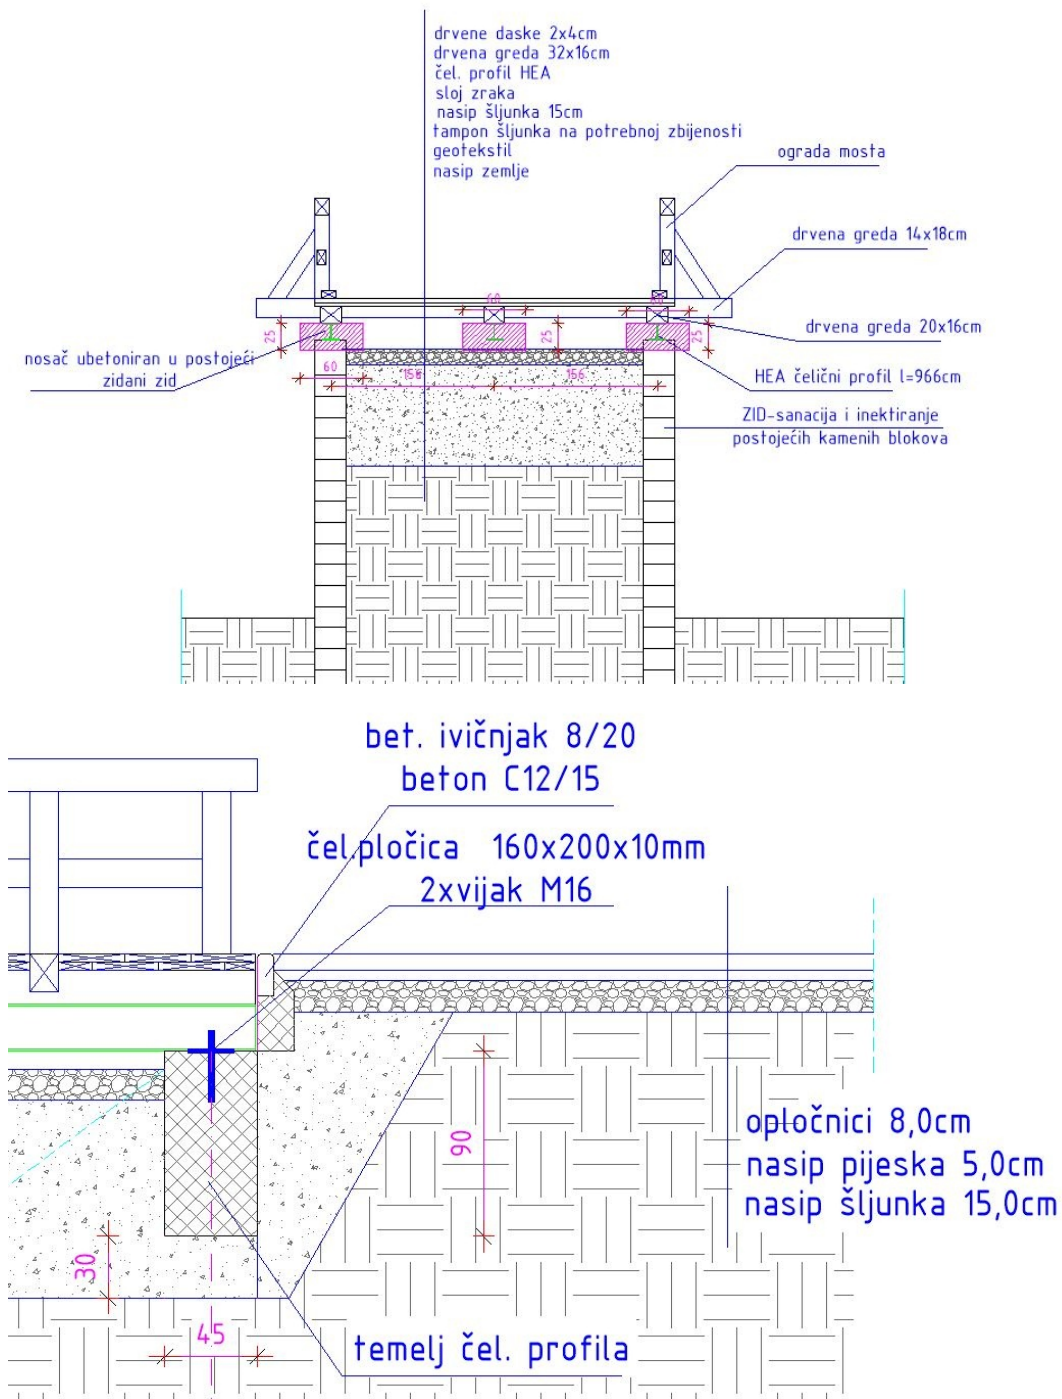 drvene daske 2x4cm
drvena greda 32x16cm
čel. profil HEA
sloj zraka
nasip šljunka 15cm
tampon šljunka na potrebnoj zbijenosti
geotekstil
nasip zemlje
ograda mosta
drvena greda 14x18cm
drvena greda 20x16cm
nosač ubetoniran u postojeći
zidani zid
HEA čelični profil l=966cm
ZID-sanacija i inektiranje
postojećih kamenih blokova
60
60
25
25
25
60
156
156
bet. ivičnjak 8/20
beton C12/15
čel.pločica 160x200x10mm
2xvijak M16
opločnici 8,0cm
nasip pijeska 5,0cm
nasip šljunka 15,0cm
90
30
45
temelj čel. profila